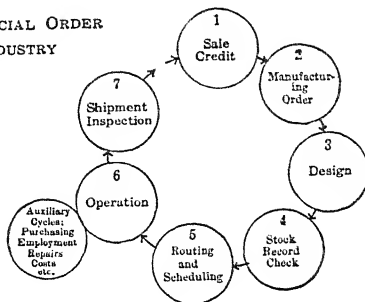 CIAL ORDER
DUSTRY
1
Sale
Credit
2
Manufactur-
ing
Order
3
Design
4
Stock
Record
Check
5
Routing
and
Scheduling
6
Operation
7
Shipment
Inspection
Auxiliary
Cycles;
Purchasing
Employment
Repairs
Costs
etc.